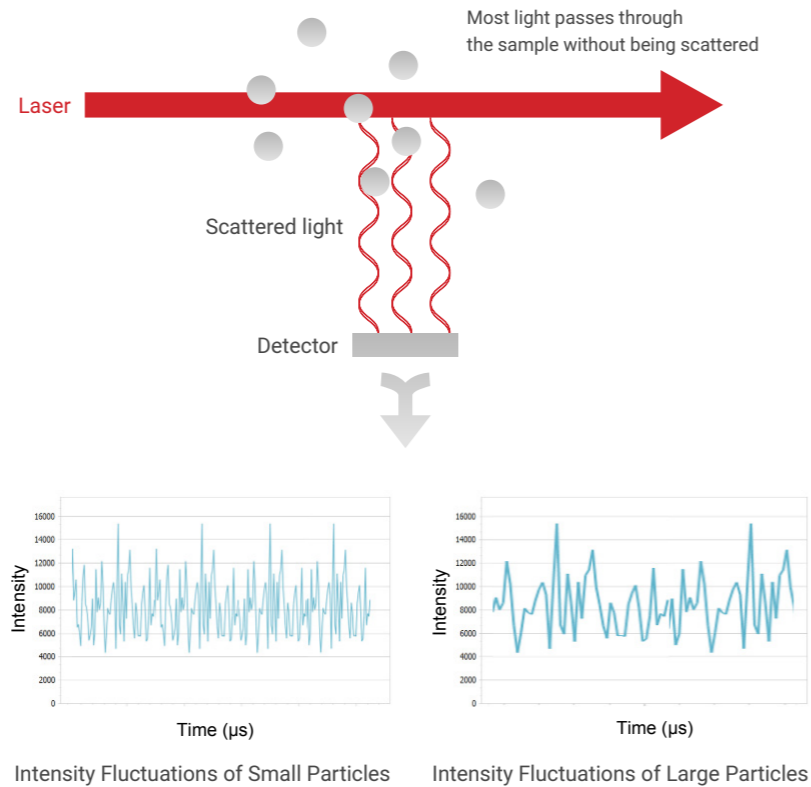 Most light passes through
the sample without being scattered
Laser
Scattered light
Detector
Intensity
16000
14000
12000
10000
8000
6000
4000
2000
0
Time (µs)
Intensity Fluctuations of Small Particles
Intensity
16000
14000
12000
10000
8000
6000
4000
2000
0
Time (µs)
Intensity Fluctuations of Large Particles